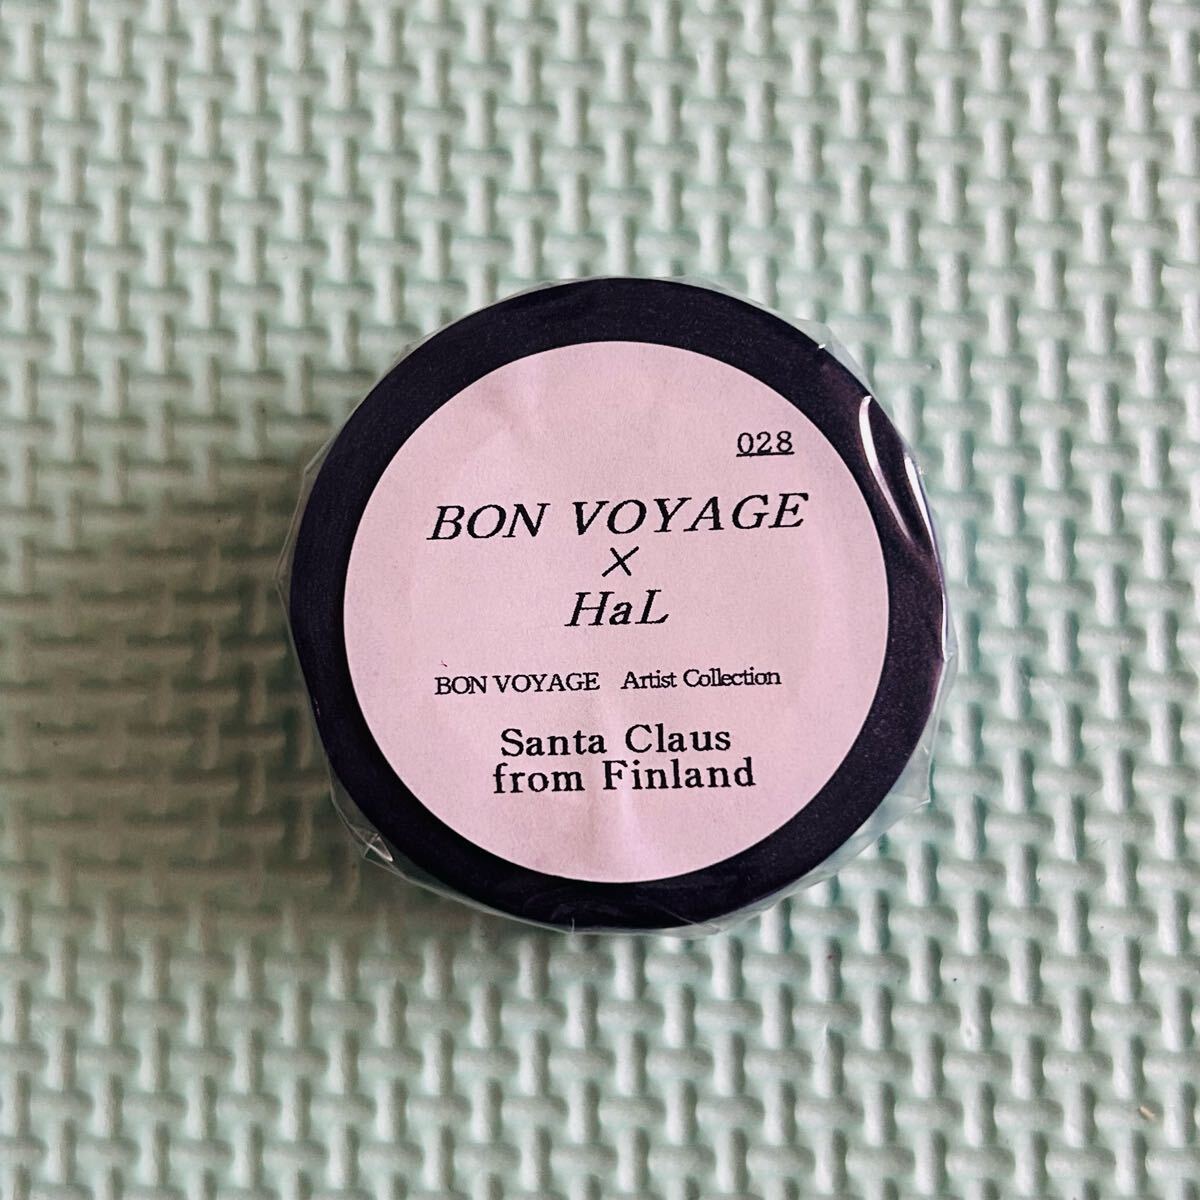 028
BON VOYAGE
×
HaL
BON VOYAGE Artist Collection
Santa Claus
from Finland